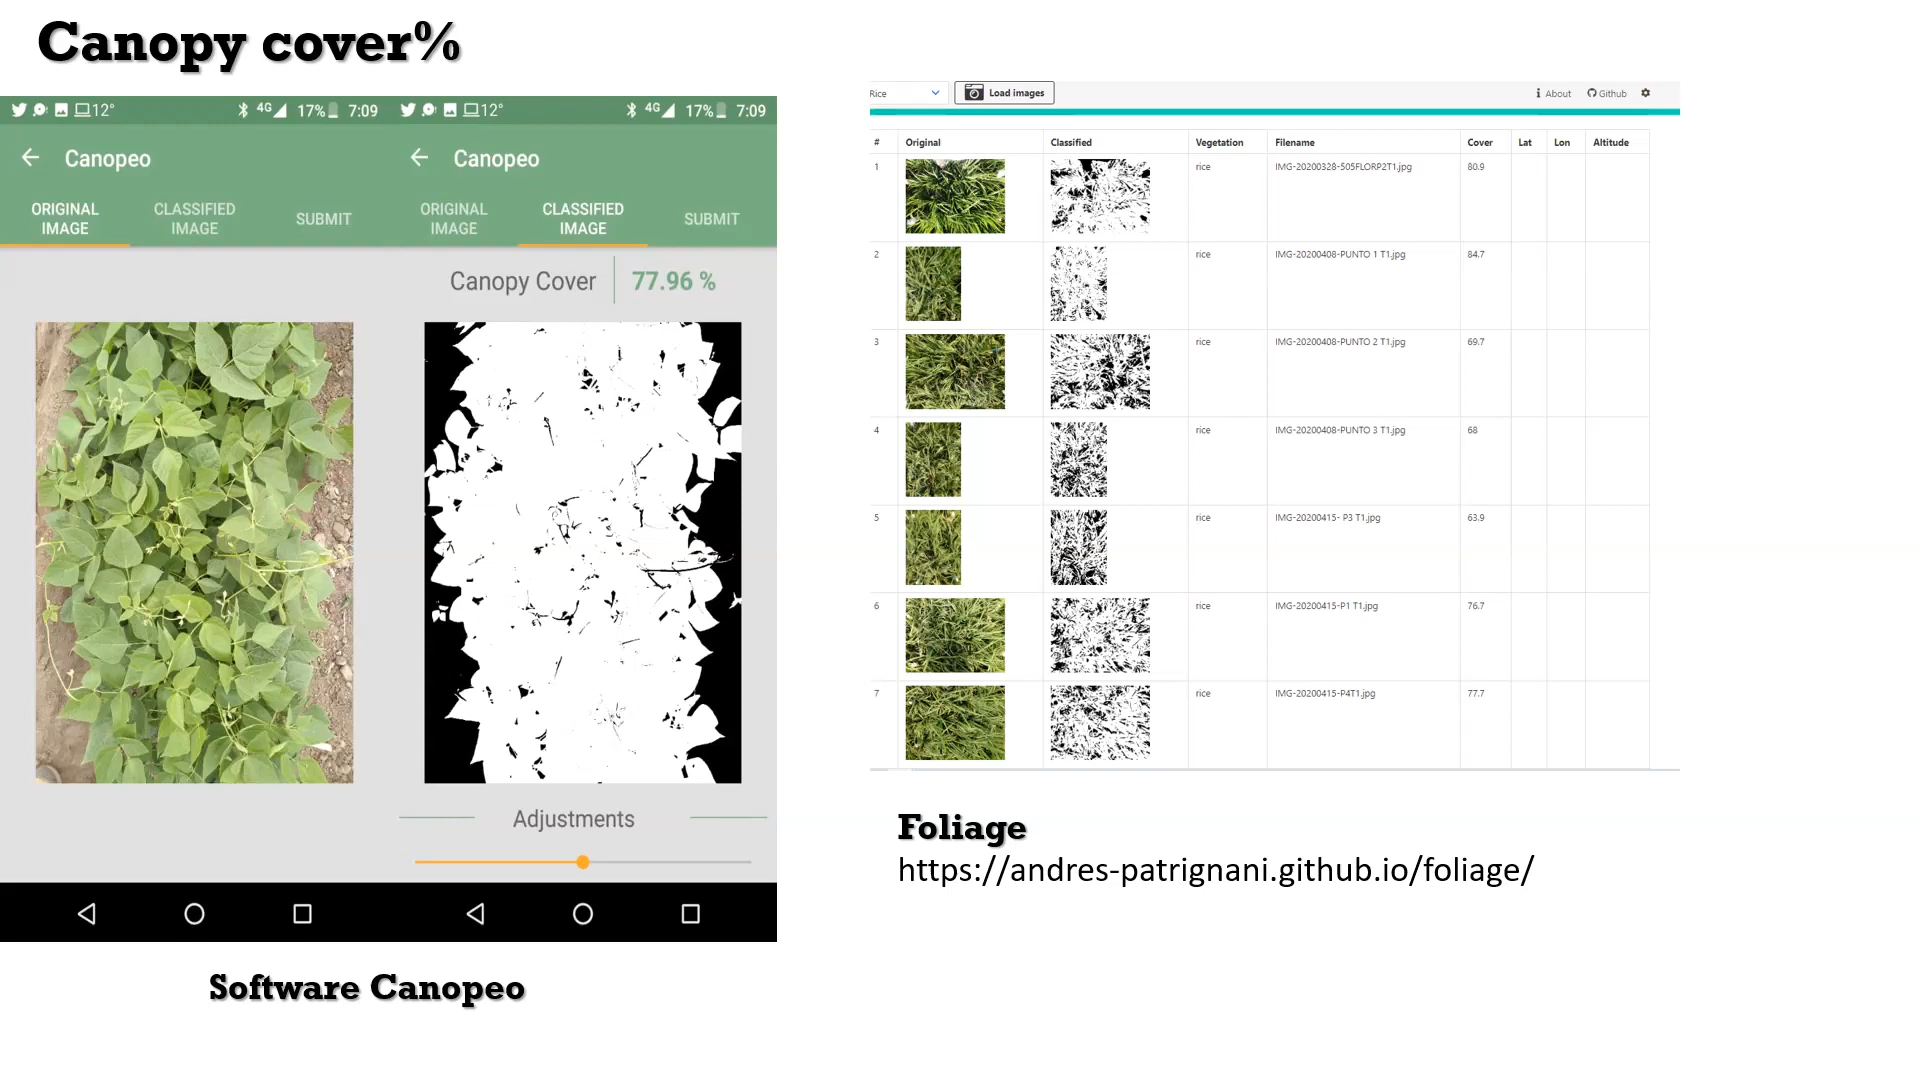 Canopy cover%
12° 4G 17% 7:09
Canopeo
ORIGINAL IMAGE
CLASSIFIED IMAGE
SUBMIT
12° 4G 17% 7:09
Canopeo
ORIGINAL IMAGE
CLASSIFIED IMAGE
SUBMIT
Canopy Cover 77.96 %
Adjustments
Software Canopeo
Rice Load images About Github
# Original Classified Vegetation Filename Cover Lat Lon Altitude
1 rice IMG-20200328-505FLORP2T1.jpg 80.9
2 rice IMG-20200408-PUNTO 1 T1.jpg 84.7
3 rice IMG-20200408-PUNTO 2 T1.jpg 69.7
4 rice IMG-20200408-PUNTO 3 T1.jpg 68
5 rice IMG-20200415- P3 T1.jpg 63.9
6 rice IMG-20200415-P1 T1.jpg 76.7
7 rice IMG-20200415-P4T1.jpg 77.7
Foliage
https://andres-patrignani.github.io/foliage/